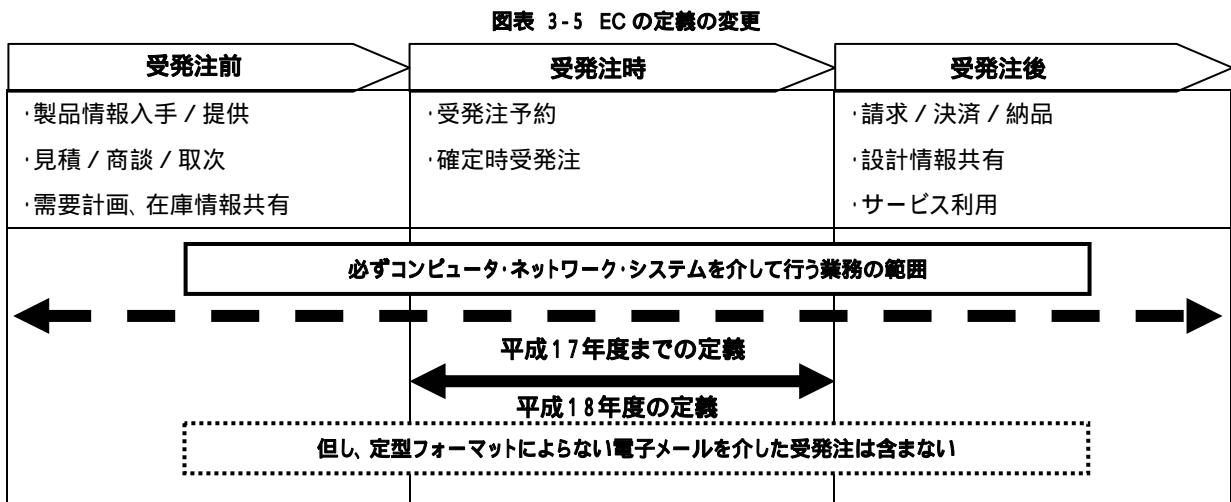 図表 3-5 ECの定義の変更
受発注前
受発注時
受発注後
・製品情報入手/提供
・見積/商談/取次
・需要計画、在庫情報共有
・受発注予約
・確定時受発注
・請求/決済/納品
・設計情報共有
・サービス利用
必ずコンピュータ・ネットワーク・システムを介して行う業務の範囲
平成17年度までの定義
平成18年度の定義
但し、定型フォーマットによらない電子メールを介した受発注は含まない